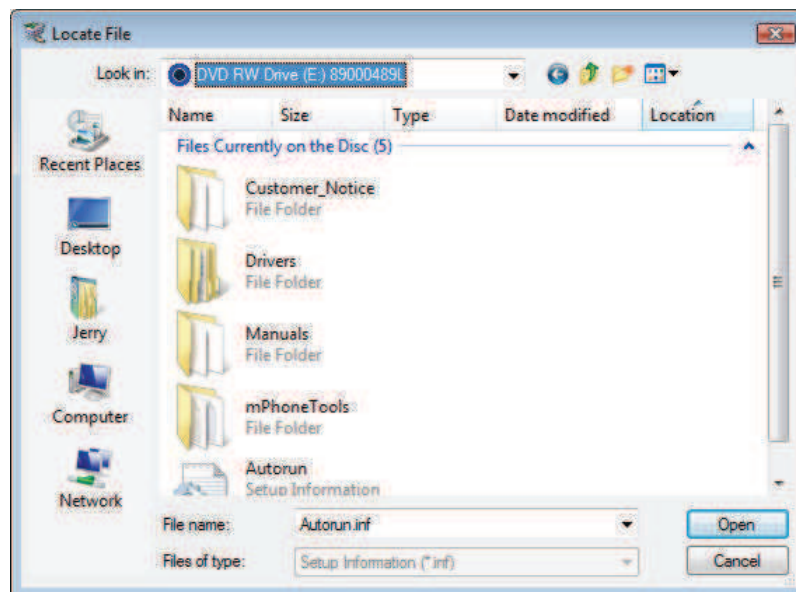 Locate File
Look in: DVD RW Drive (E:) 89000489L
Name Size Type Date modified Location
Files Currently on the Disc (5)
Recent Places
Customer_Notice
File Folder
Desktop
Drivers
File Folder
Jerry
Manuals
File Folder
Computer
mPhoneTools
File Folder
Network
Autorun
Setup Information
File name: Autorun.inf Open
Files of type: Setup Information (*.inf) Cancel